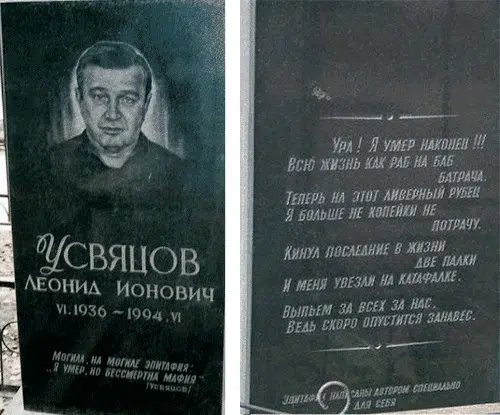 Усвяцов
Леонид Ионович
VI.1936 ~ 1994.VI
Могила, на могиле эпитафия:
„Я умер, но бессмертна мафия"
(Усвяцов)
Ура! Я умер наконец!!!
Всю жизнь как раб на баб
батрача.
Теперь на этот ливерный рубец
Я больше не копейки не
потрачу.
Кинул последние в жизни
две палки
И меня увезли на катафалке.
Выпьем за всех за нас,
Ведь скоро опустится занавес.
написаны автором специально
для себя